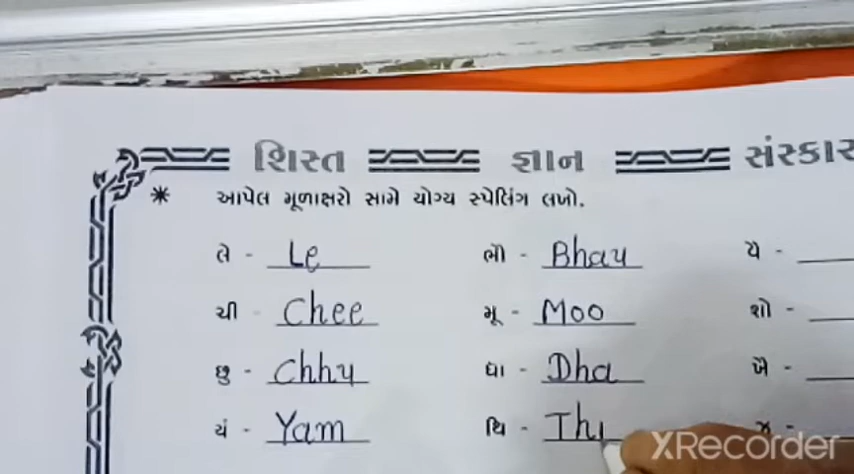 શિસ્ત જ્ઞાન સંસ્કાર
* આપેલ મૂળાક્ષરો સામે યોગ્ય સ્પેલિંગ લખો.
લે - Le ભૌ - Bhau યે -
ચી - Chee મૂ - Moo શો -
છુ - Chhu ધા - Dha ખૈ -
યં - Yam થિ - Thi
XRecorder